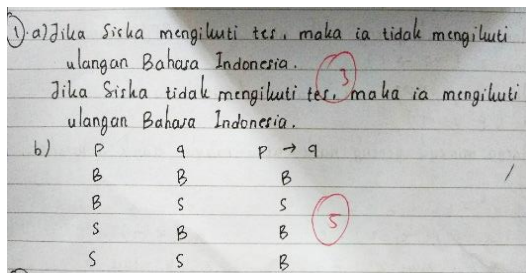 1. a) Jika Siska mengikuti tes, maka ia tidak mengikuti
ulangan Bahasa Indonesia.
3
Jika Siska tidak mengikuti tes, maka ia mengikuti
ulangan Bahasa Indonesia.
b) p q p → q
B B B
B S S
5
S B B
S S B